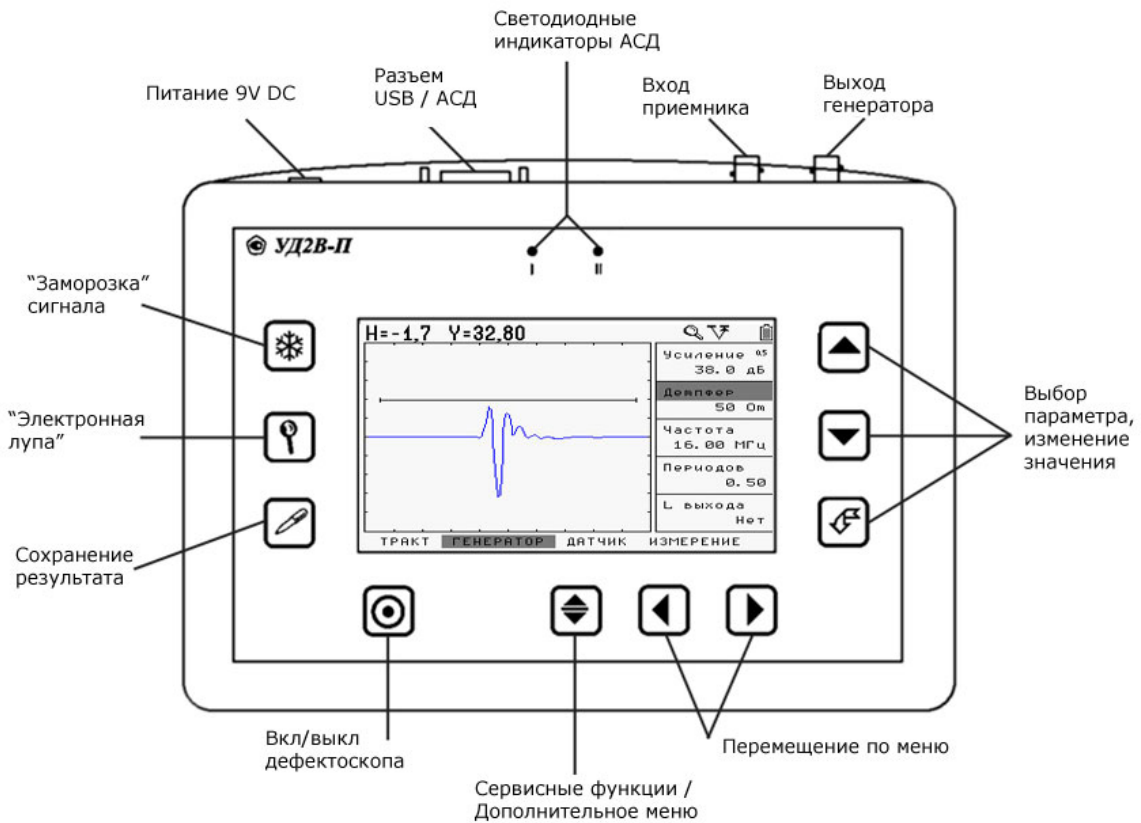 Светодиодные
индикаторы АСД
Питание 9V DC
Разъем
USB / АСД
Вход
приемника
Выход
генератора
УД2В-П
I
II
“Заморозка”
сигнала
“Электронная
лупа”
Сохранение
результата
H=-1,7 Y=32,80
Усиление 0,5
38.0 дБ
Демпфер
50 Ом
Частота
16.00 МГц
Периодов
0.50
L выхода
Нет
ТРАКТ ГЕНЕРАТОР ДАТЧИК ИЗМЕРЕНИЕ
Выбор
параметра,
изменение
значения
Вкл/выкл
дефектоскопа
Сервисные функции /
Дополнительное меню
Перемещение по меню